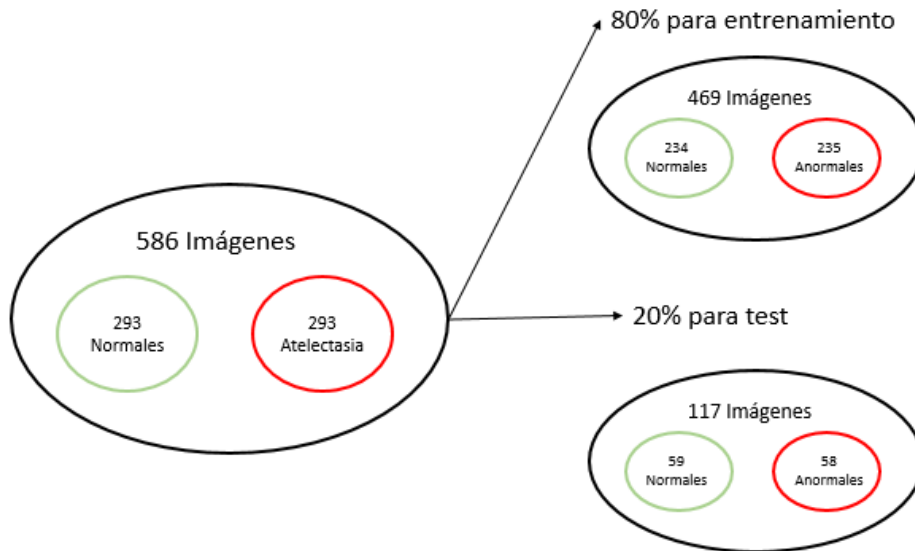 80% para entrenamiento
469 Imágenes
234
Normales
235
Anormales
586 Imágenes
293
Normales
293
Atelectasia
20% para test
117 Imágenes
59
Normales
58
Anormales